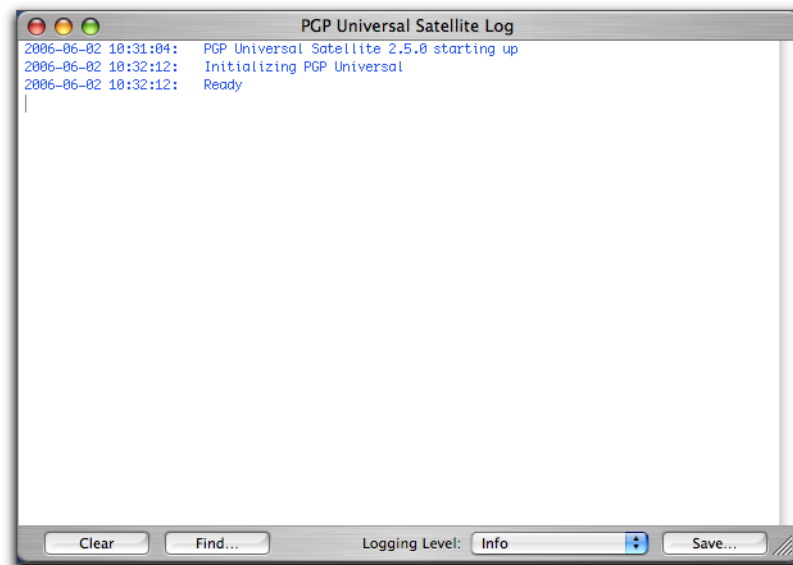 PGP Universal Satellite Log
2006-06-02 10:31:04: PGP Universal Satellite 2.5.0 starting up
2006-06-02 10:32:12: Initializing PGP Universal
2006-06-02 10:32:12: Ready
Clear Find... Logging Level: Info Save...